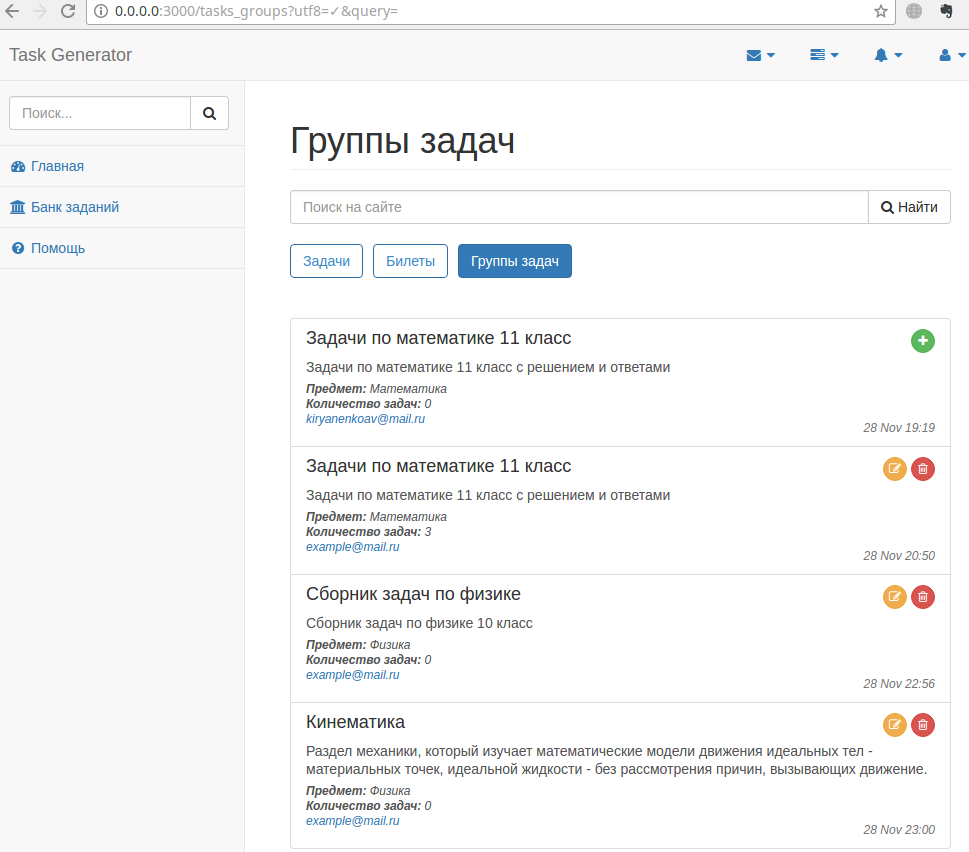 0.0.0.0:3000/tasks_groups?utf8=✓&query=
Task Generator
Поиск...
Главная
Банк заданий
Помощь
Группы задач
Поиск на сайте
Найти
Задачи
Билеты
Группы задач
Задачи по математике 11 класс
Задачи по математике 11 класс с решением и ответами
Предмет: Математика
Количество задач: 0
kiryanenkoav@mail.ru
28 Nov 19:19
Задачи по математике 11 класс
Задачи по математике 11 класс с решением и ответами
Предмет: Математика
Количество задач: 3
example@mail.ru
28 Nov 20:50
Сборник задач по физике
Сборник задач по физике 10 класс
Предмет: Физика
Количество задач: 0
example@mail.ru
28 Nov 22:56
Кинематика
Раздел механики, который изучает математические модели движения идеальных тел -
материальных точек, идеальной жидкости - без рассмотрения причин, вызывающих движение.
Предмет: Физика
Количество задач: 0
example@mail.ru
28 Nov 23:00